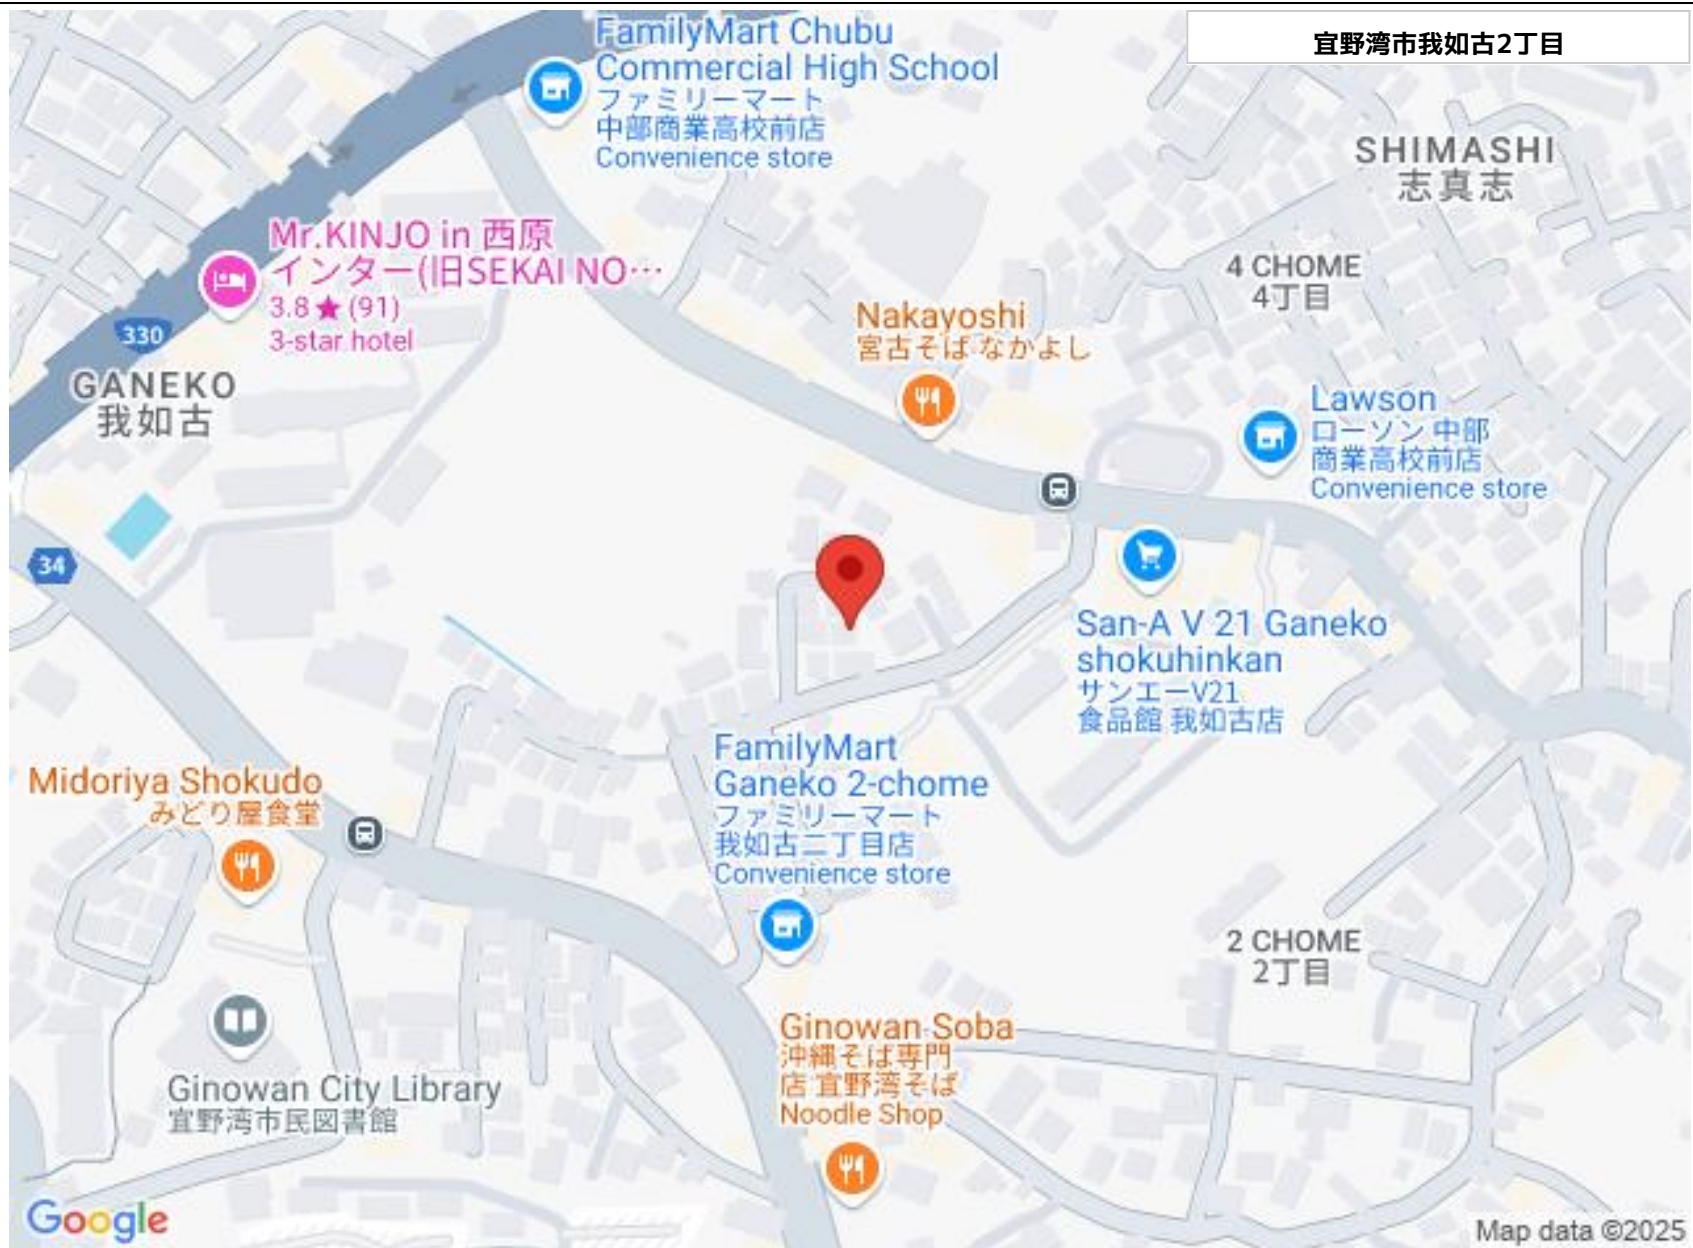 宜野湾市我如古2丁目
FamilyMart Chubu
Commercial High School
ファミリーマート
中部商業高校前店
Convenience store
SHIMASHI
志真志
Mr.KINJO in 西原
インター(旧SEKAI NO…
3.8★(91)
3-star hotel
330
GANEKO
我如古
4 CHOME
4丁目
Nakayoshi
宮古そば なかよし
Lawson
ローソン 中部
商業高校前店
Convenience store
34
San-A V 21 Ganeko
shokuhinkan
サンエーV21
食品館 我如古店
FamilyMart
Ganeko 2-chome
ファミリーマート
我如古二丁目店
Convenience store
Midoriya Shokudo
みどり屋食堂
2 CHOME
2丁目
Ginowan Soba
沖縄そば専門
店 宜野湾そば
Noodle Shop
Ginowan City Library
宜野湾市民図書館
Google
Map data ©2025